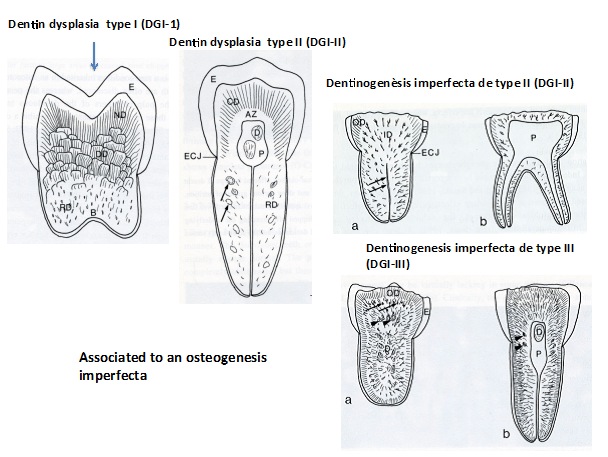 Dentin dysplasia type I (DGI-1)
Dentin dysplasia type II (DGI-II)
E
ND
RD
B
E
CD
AZ
D
P
ECJ
RD
Dentinogenèsis imperfecta de type II (DGI-II)
OD
ID
E
ECJ
a
P
b
Dentinogenesis imperfecta de type III
(DGI-III)
OD
E
D
a
D
P
b
Associated to an osteogenesis
imperfecta